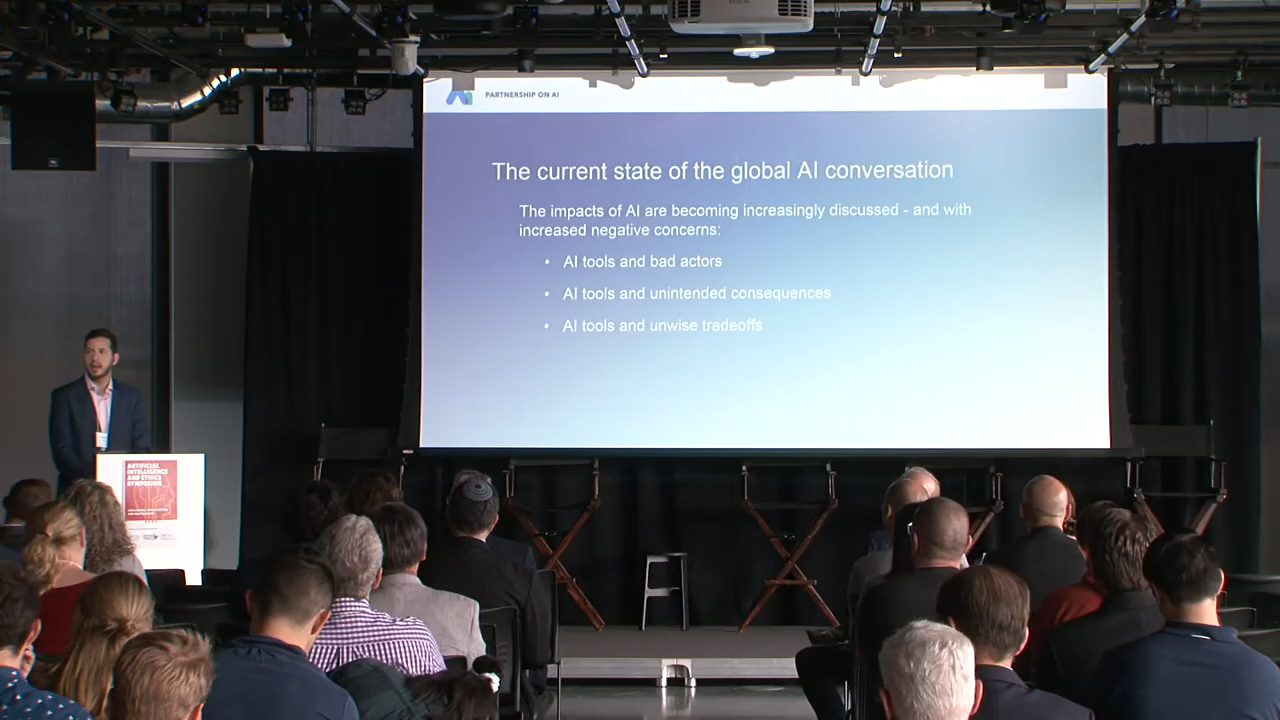 PARTNERSHIP ON AI
The current state of the global AI conversation
The impacts of AI are becoming increasingly discussed - and with
increased negative concerns:
• AI tools and bad actors
• AI tools and unintended consequences
• AI tools and unwise tradeoffs
ARTIFICIAL
INTELLIGENCE
AND ETHICS
SYMPOSIUM